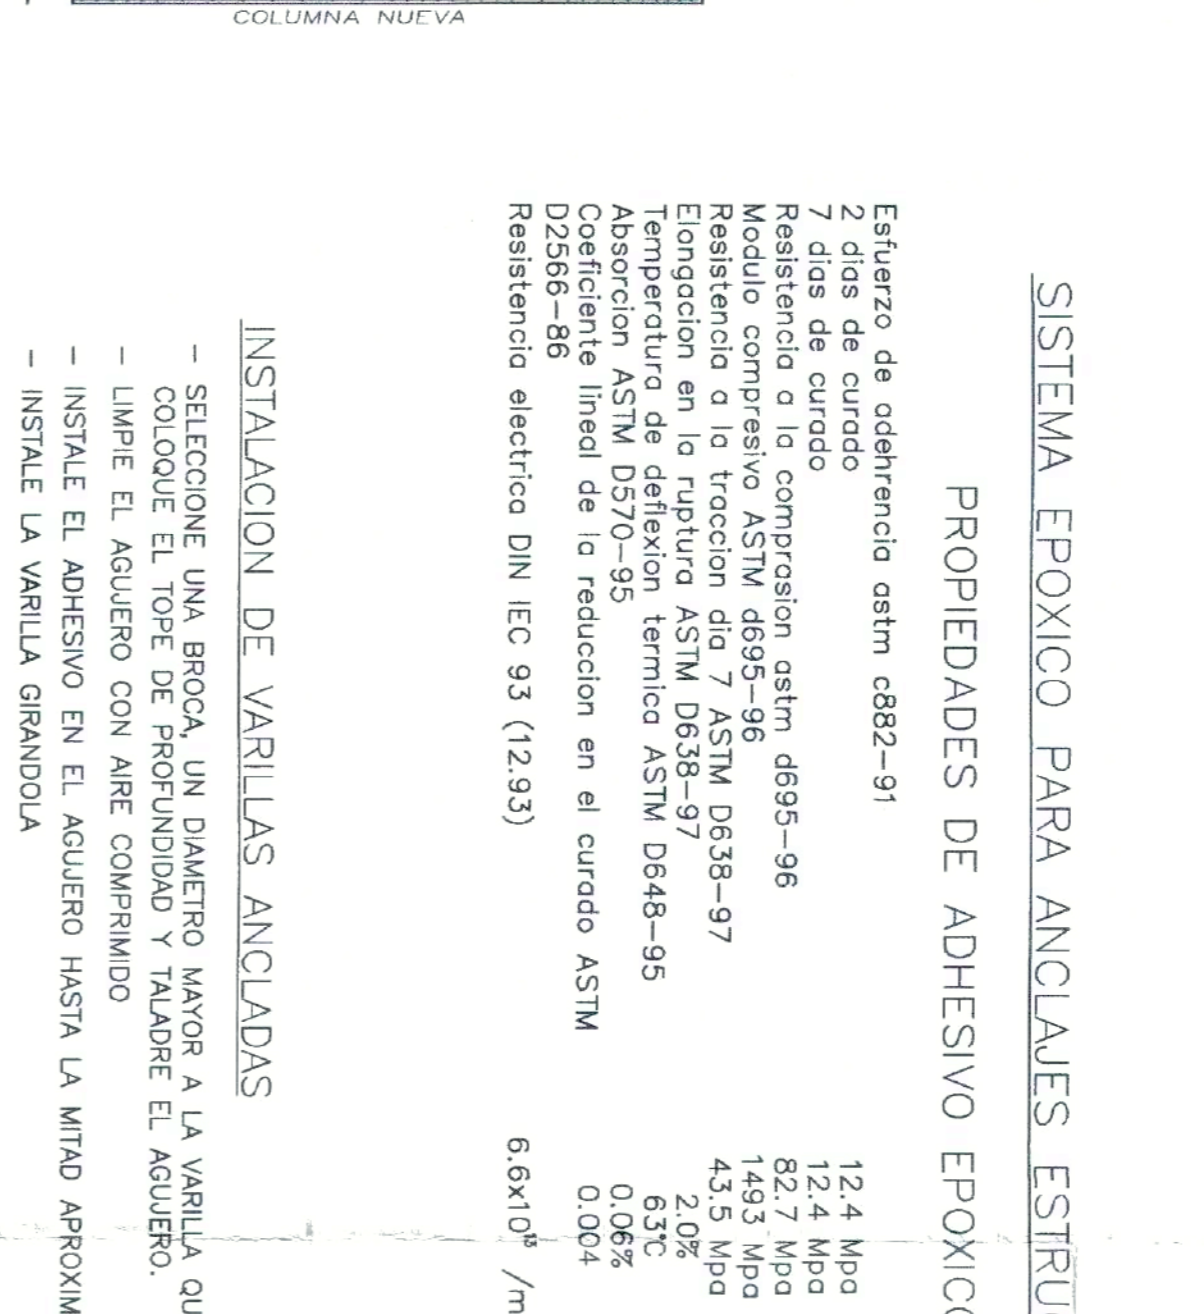 COLUMNA NUEVA
SISTEMA EPOXICO PARA ANCLAJES
PROPIEDADES DE ADHESIVO
Esfuerzo de adehrencia astm c882-91
2 dias de curado 12.4 Mpa
7 dias de curado 12.4 Mpa
Resistencia a la comprasion astm d695-96 82.7 Mpa
Modulo compresivo ASTM d695-96 1493 Mpa
Resistencia a la traccion dia 7 ASTM D638-97 43.5 Mpa
Elongacion en la ruptura ASTM D638-97 2.0%
Temperatura de deflexion termica ASTM D648-95 63°C
Absorcion ASTM D570-95 0.06%
Coeficiente lineal de la reduccion en el curado ASTM 0.004
D2566-86
Resistencia electrica DIN IEC 93 (12.93) 6.6x10¹³ /m
INSTALACION DE VARILLAS ANCLADAS
- SELECCIONE UNA BROCA, UN DIAMETRO MAYOR A LA VARILLA
COLOQUE EL TOPE DE PROFUNDIDAD Y TALADRE EL AGUJERO.
- LIMPIE EL AGUJERO CON AIRE COMPRIMIDO
- INSTALE EL ADHESIVO EN EL AGUJERO HASTA LA MITAD
- INSTALE LA VARILLA GIRANDOLA